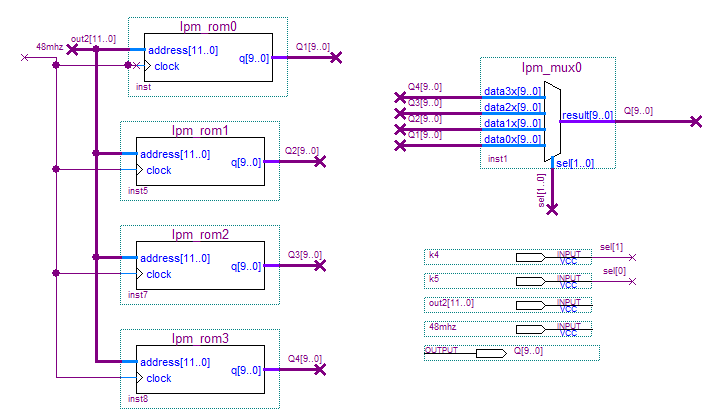 lpm_rom0
48mhz
out2[11..0]
address[11..0]
q[9..0]
clock
inst
Q1[9..0]
lpm_rom1
address[11..0]
q[9..0]
clock
inst5
Q2[9..0]
lpm_rom2
address[11..0]
q[9..0]
clock
inst7
Q3[9..0]
lpm_rom3
address[11..0]
q[9..0]
clock
inst8
Q4[9..0]
lpm_mux0
Q4[9..0]
Q3[9..0]
Q2[9..0]
Q1[9..0]
data3x[9..0]
data2x[9..0]
data1x[9..0]
data0x[9..0]
result[9..0]
Q[9..0]
inst1
sel[1..0]
sel[1..0]
k4
INPUT
VCC
sel[1]
k5
INPUT
VCC
sel[0]
out2[11..0]
INPUT
VCC
48mhz
INPUT
VCC
OUTPUT
Q[9..0]